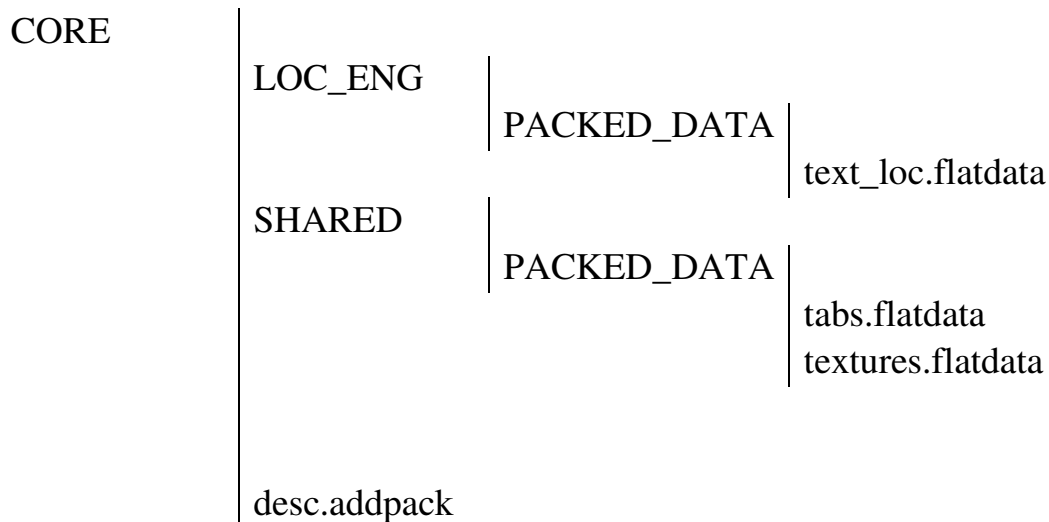 CORE
LOC_ENG
PACKED_DATA
text_loc.flatdata
SHARED
PACKED_DATA
tabs.flatdata
textures.flatdata
desc.addpack